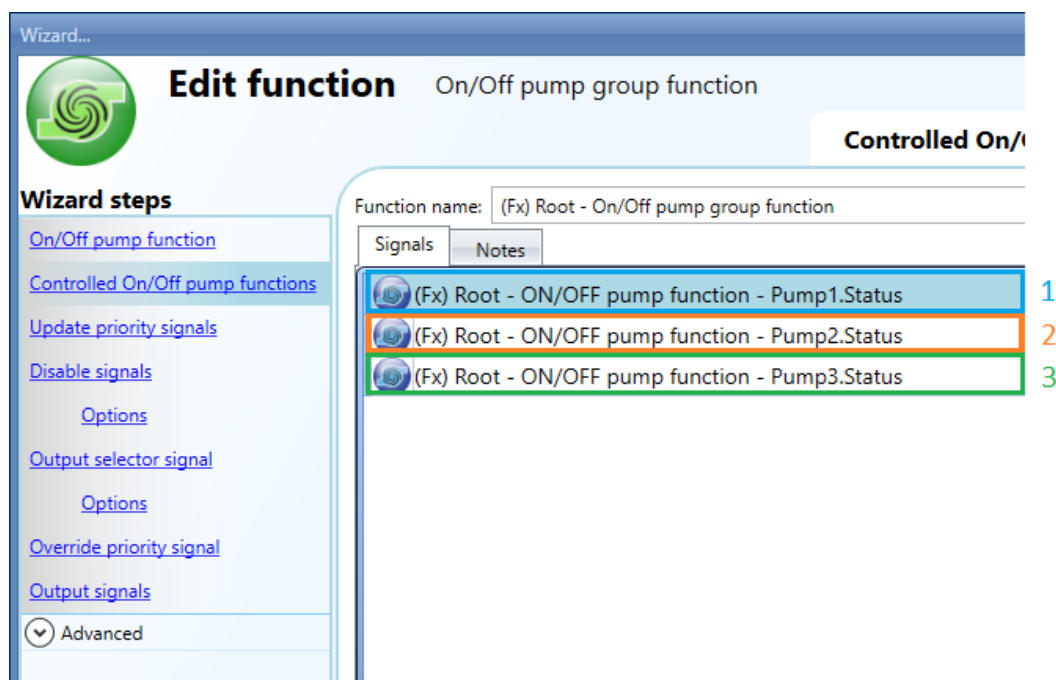 Wizard...
Edit function On/Off pump group function
Controlled On/
Wizard steps
On/Off pump function
Controlled On/Off pump functions
Update priority signals
Disable signals
Options
Output selector signal
Options
Override priority signal
Output signals
Advanced
Function name: (Fx) Root - On/Off pump group function
Signals Notes
(Fx) Root - ON/OFF pump function - Pump1.Status 1
(Fx) Root - ON/OFF pump function - Pump2.Status 2
(Fx) Root - ON/OFF pump function - Pump3.Status 3